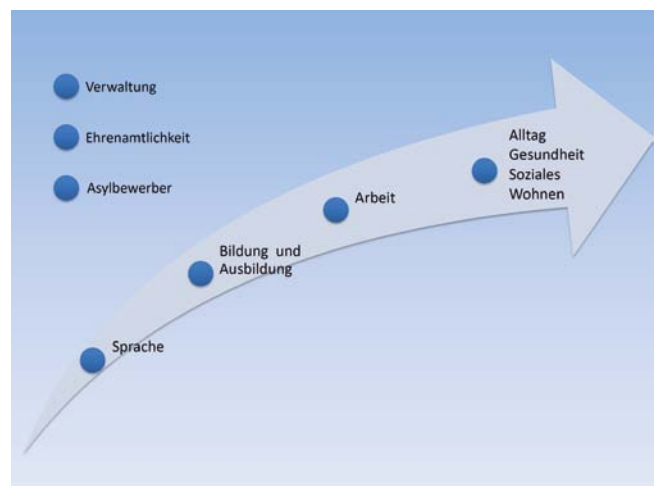 Verwaltung
Ehrenamtlichkeit
Asylbewerber
Alltag
Gesundheit
Soziales
Wohnen
Arbeit
Bildung und
Ausbildung
Sprache